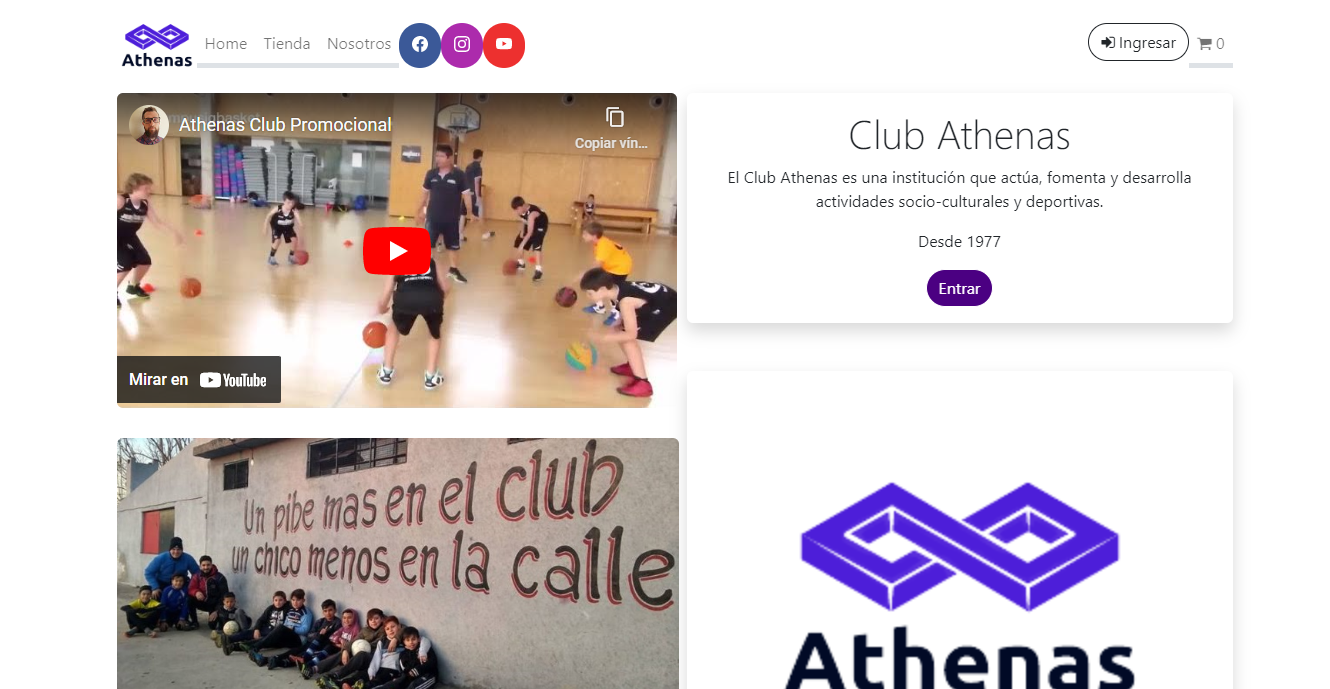 Athenas
Home
Tienda
Nosotros
Ingresar
0
Athenas Club Promocional
Copiar vín...
Mirar en YouTube
Club Athenas
El Club Athenas es una institución que actúa, fomenta y desarrolla
actividades socio-culturales y deportivas.
Desde 1977
Entrar
Un pibe mas en el club
un chico menos en la calle
Athenas